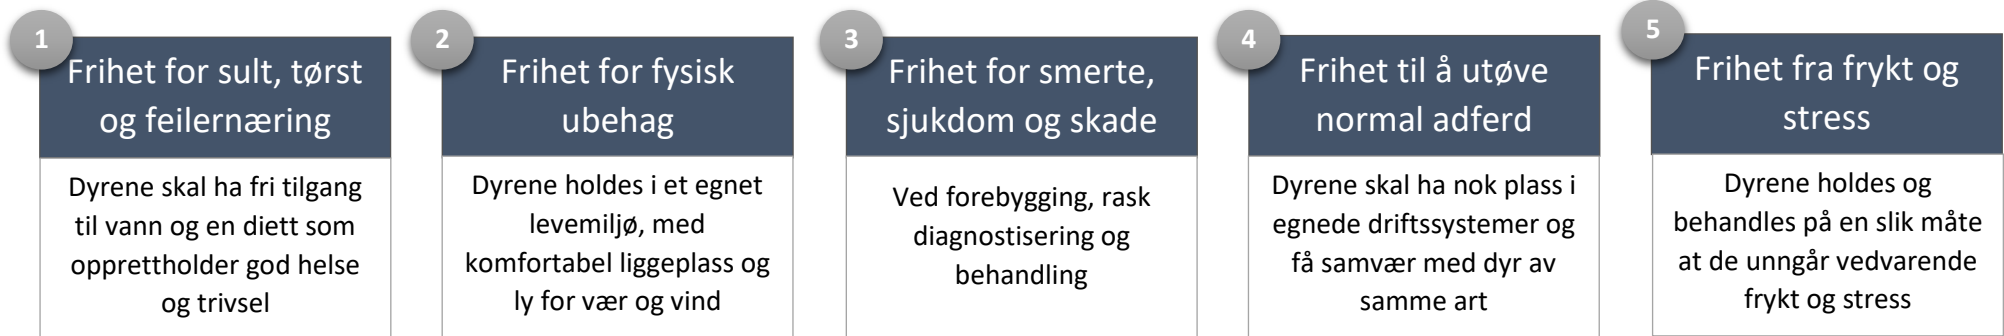 1
Frihet for sult, tørst
og feilernæring
Dyrene skal ha fri tilgang
til vann og en diett som
opprettholder god helse
og trivsel
2
Frihet for fysisk
ubehag
Dyrene holdes i et egnet
levemiljø, med
komfortabel liggeplass og
ly for vær og vind
3
Frihet for smerte,
sjukdom og skade
Ved forebygging, rask
diagnostisering og
behandling
4
Frihet til å utøve
normal adferd
Dyrene skal ha nok plass i
egnede driftssystemer og
få samvær med dyr av
samme art
5
Frihet fra frykt og
stress
Dyrene holdes og
behandles på en slik måte
at de unngår vedvarende
frykt og stress